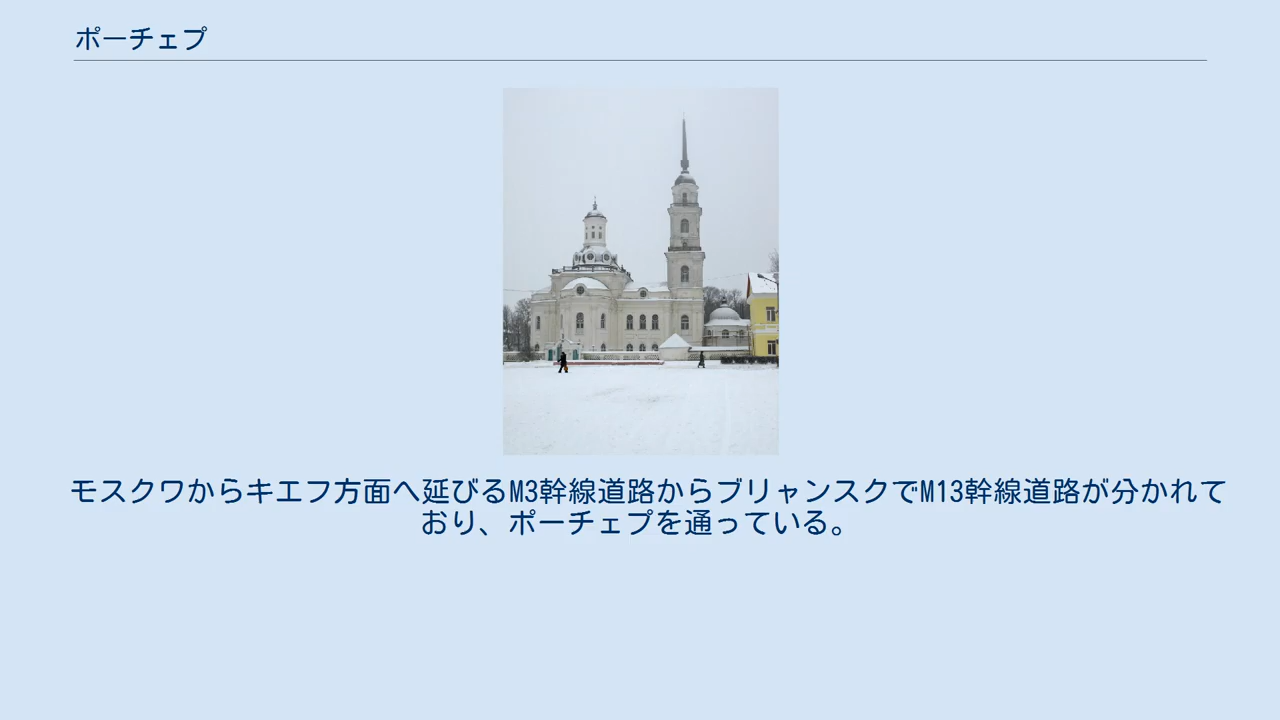 ポーチェプ
モスクワからキエフ方面へ延びるM3幹線道路からブリャンスクでM13幹線道路が分かれて
おり、ポーチェプを通っている。